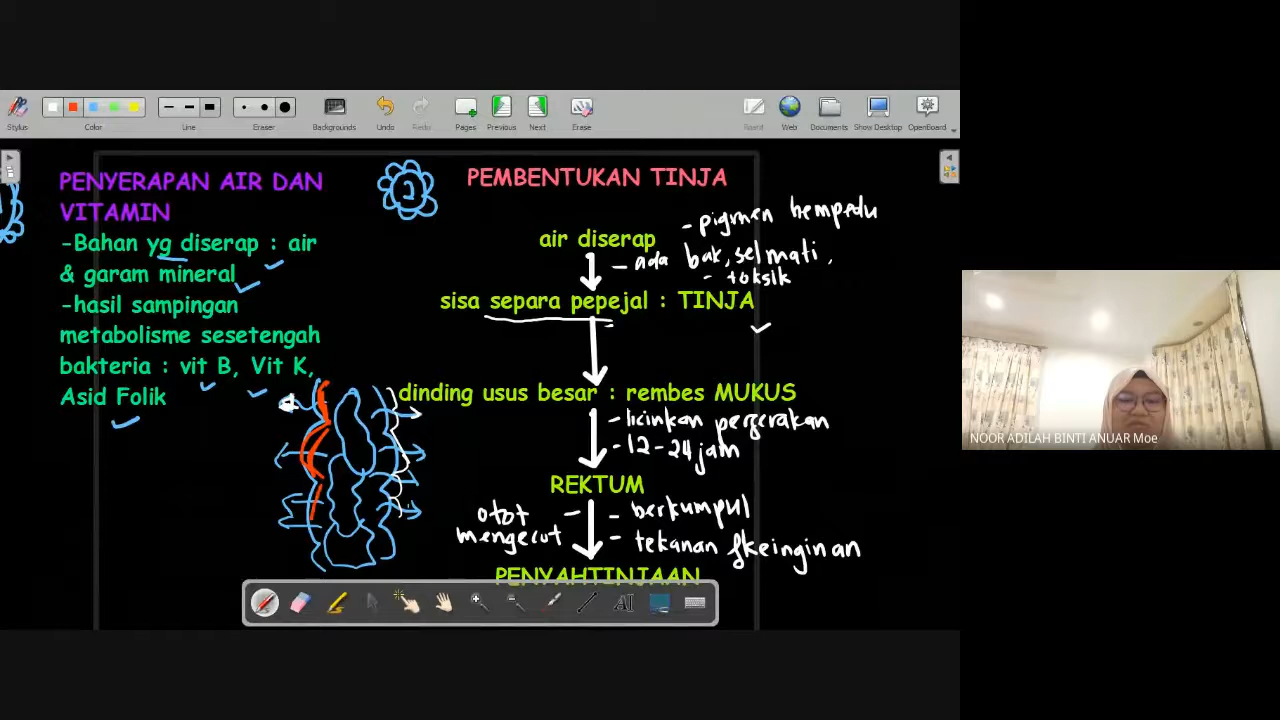 Stylus
Color
Line
Eraser
Backgrounds
Undo
Redo
Pages
Previous
Next
Erase
Board
Web
Documents
Show Desktop
OpenBoard
PENYERAPAN AIR DAN
VITAMIN
-Bahan yg diserap : air
& garam mineral
-hasil sampingan
metabolisme sesetengah
bakteria : vit B, Vit K,
Asid Folik
2
PEMBENTUKAN TINJA
- pigmen hempedu
air diserap
- ada bak, sel mati,
- toksik
sisa separa pepejal : TINJA
dinding usus besar : rembes MUKUS
- licinkan pergerakan
- 12-24 jam
REKTUM
otot -
mengecut
- berkumpul
- tekanan & keinginan
PENYAHTINJAAN
NOOR ADILAH BINTI ANUAR Moe